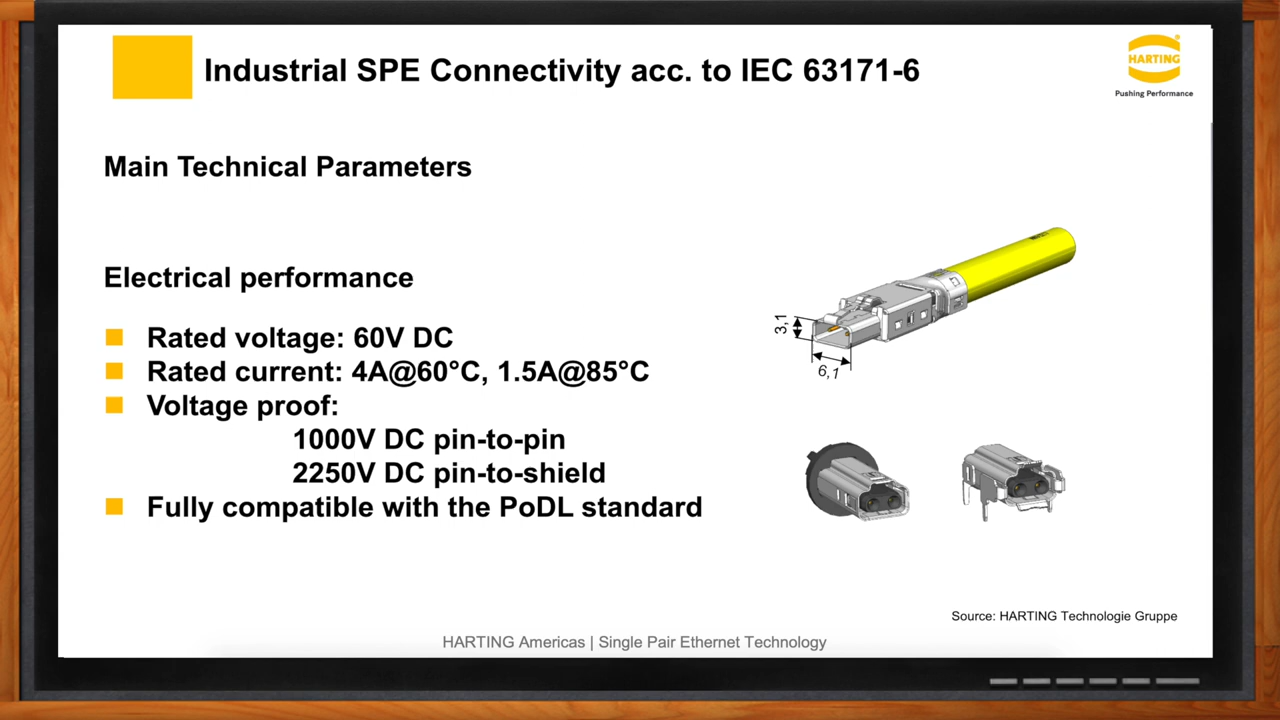 Industrial SPE Connectivity acc. to IEC 63171-6
HARTING
®
Pushing Performance
Main Technical Parameters
Electrical performance
Rated voltage: 60V DC
Rated current: 4A@60°C, 1.5A@85°C
Voltage proof:
1000V DC pin-to-pin
2250V DC pin-to-shield
Fully compatible with the PoDL standard
3,1
6,1
Source: HARTING Technologie Gruppe
HARTING Americas | Single Pair Ethernet Technology